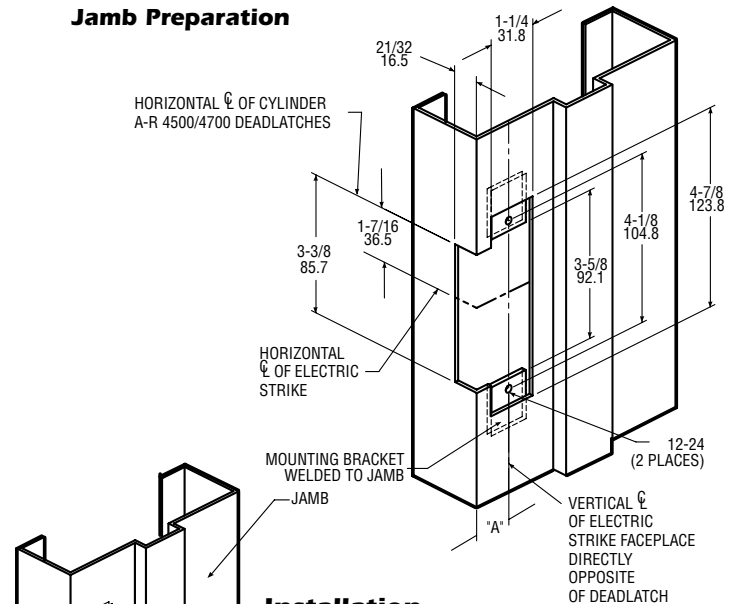 Jamb Preparation
1-1/4
31.8
21/32
16.5
HORIZONTAL ℄ OF CYLINDER
A-R 4500/4700 DEADLATCHES
4-7/8
123.8
4-1/8
104.8
1-7/16
36.5
3-3/8
85.7
3-5/8
92.1
HORIZONTAL
℄ OF ELECTRIC
STRIKE
12-24
(2 PLACES)
MOUNTING BRACKET
WELDED TO JAMB
JAMB
"A"
VERTICAL ℄
OF ELECTRIC
STRIKE FACEPLACE
DIRECTLY
OPPOSITE
OF DEADLATCH
Installation